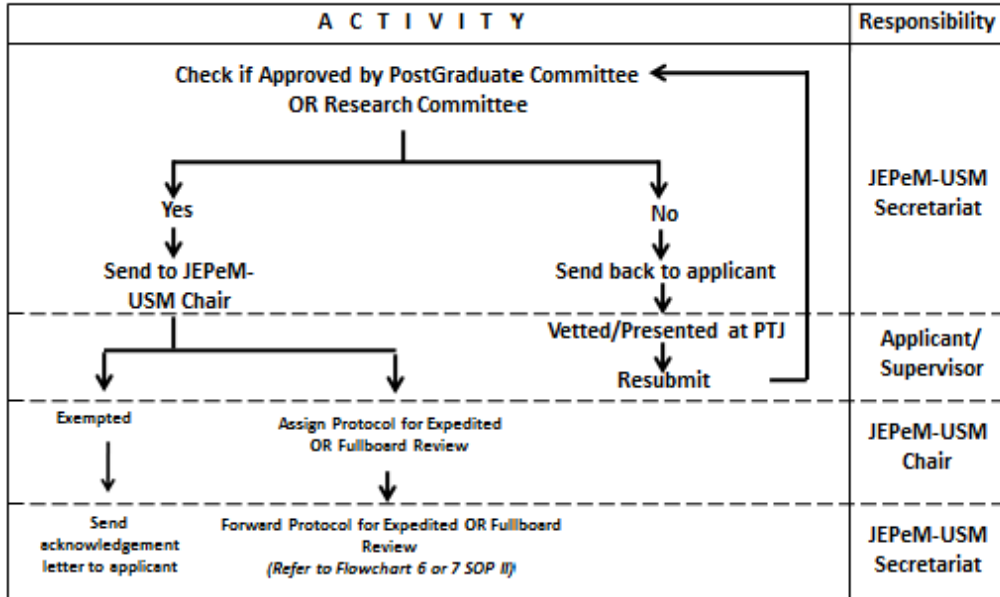 A C T I V I T Y
Responsibility
Check if Approved by PostGraduate Committee
OR Research Committee
JEPeM-USM
Secretariat
Yes
No
Send to JEPeM-
USM Chair
Send back to applicant
Vetted/Presented at PTJ
Resubmit
Applicant/
Supervisor
Exempted
Assign Protocol for Expedited
OR Fullboard Review
JEPeM-USM
Chair
Send
acknowledgement
letter to applicant
Forward Protocol for Expedited OR Fullboard
Review
(Refer to Flowchart 6 or 7 SOP II)
JEPeM-USM
Secretariat